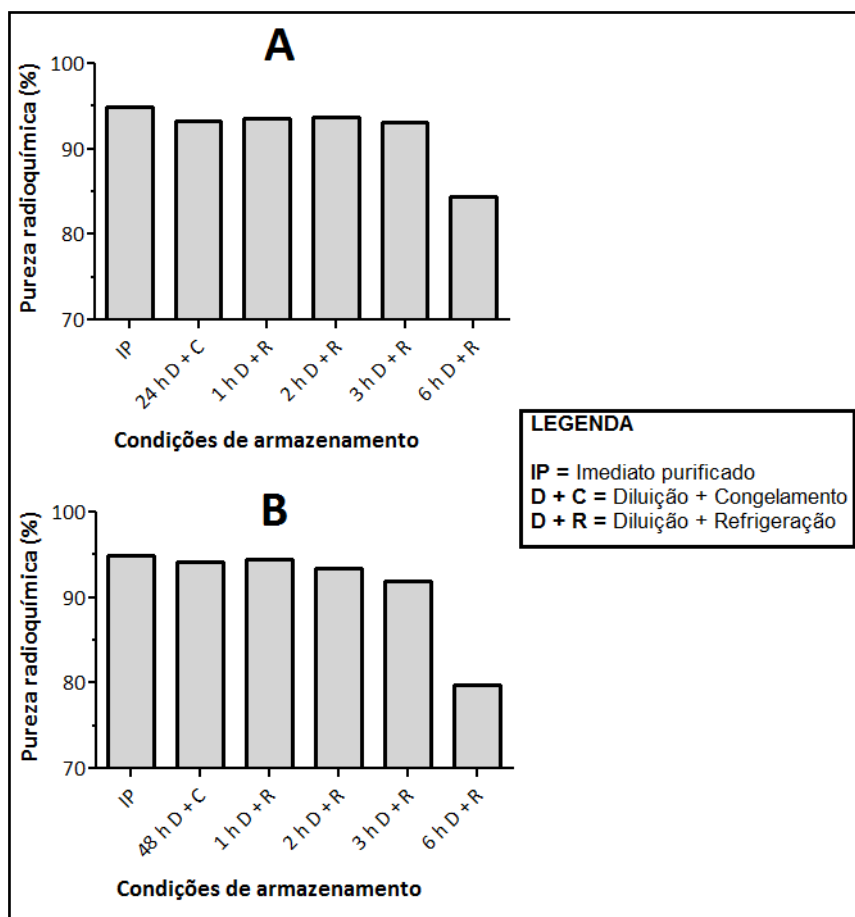 A
Pureza radioquímica (%)
100
90
80
70
IP
24 h D + C
1 h D + R
2 h D + R
3 h D + R
6 h D + R
Condições de armazenamento
LEGENDA
IP = Imediato purificado
D + C = Diluição + Congelamento
D + R = Diluição + Refrigeração
B
Pureza radioquímica (%)
100
90
80
70
IP
48 h D + C
1 h D + R
2 h D + R
3 h D + R
6 h D + R
Condições de armazenamento